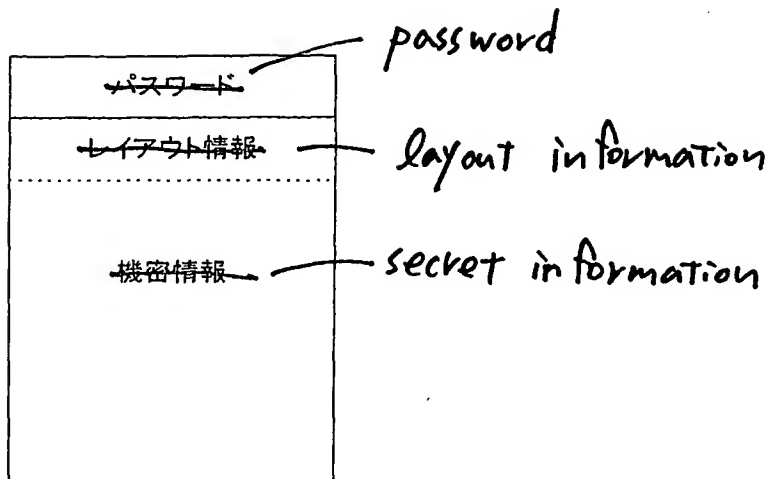 password
パスワード
レイアウト情報
layout information
機密情報
secret information